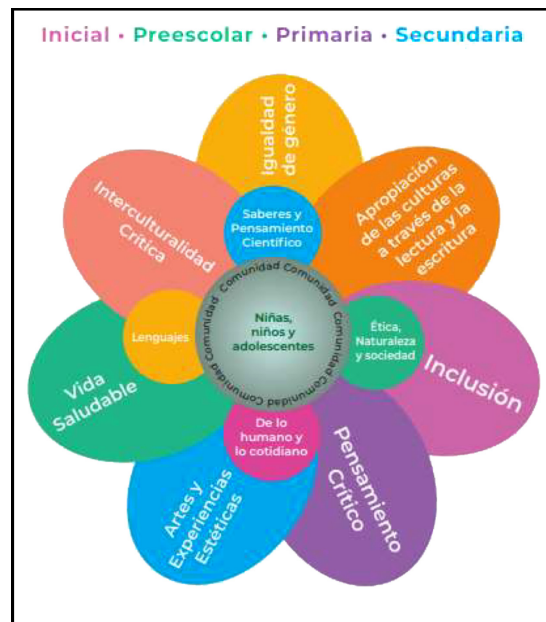 Inicial • Preescolar • Primaria • Secundaria
Igualdad
de género
Apropiación
de las culturas
a través de la
lectura y la
escritura
Inclusión
Pensamiento
Crítico
Artes y
Experiencias
Estéticas
Vida
Saludable
Interculturalidad
Crítica
Saberes y
Pensamiento
Científico
Ética,
Naturaleza
y sociedad
De lo
humano y
lo cotidiano
Lenguajes
Comunidad Comunidad Comunidad Comunidad Comunidad Comunidad
Niñas,
niños y
adolescentes